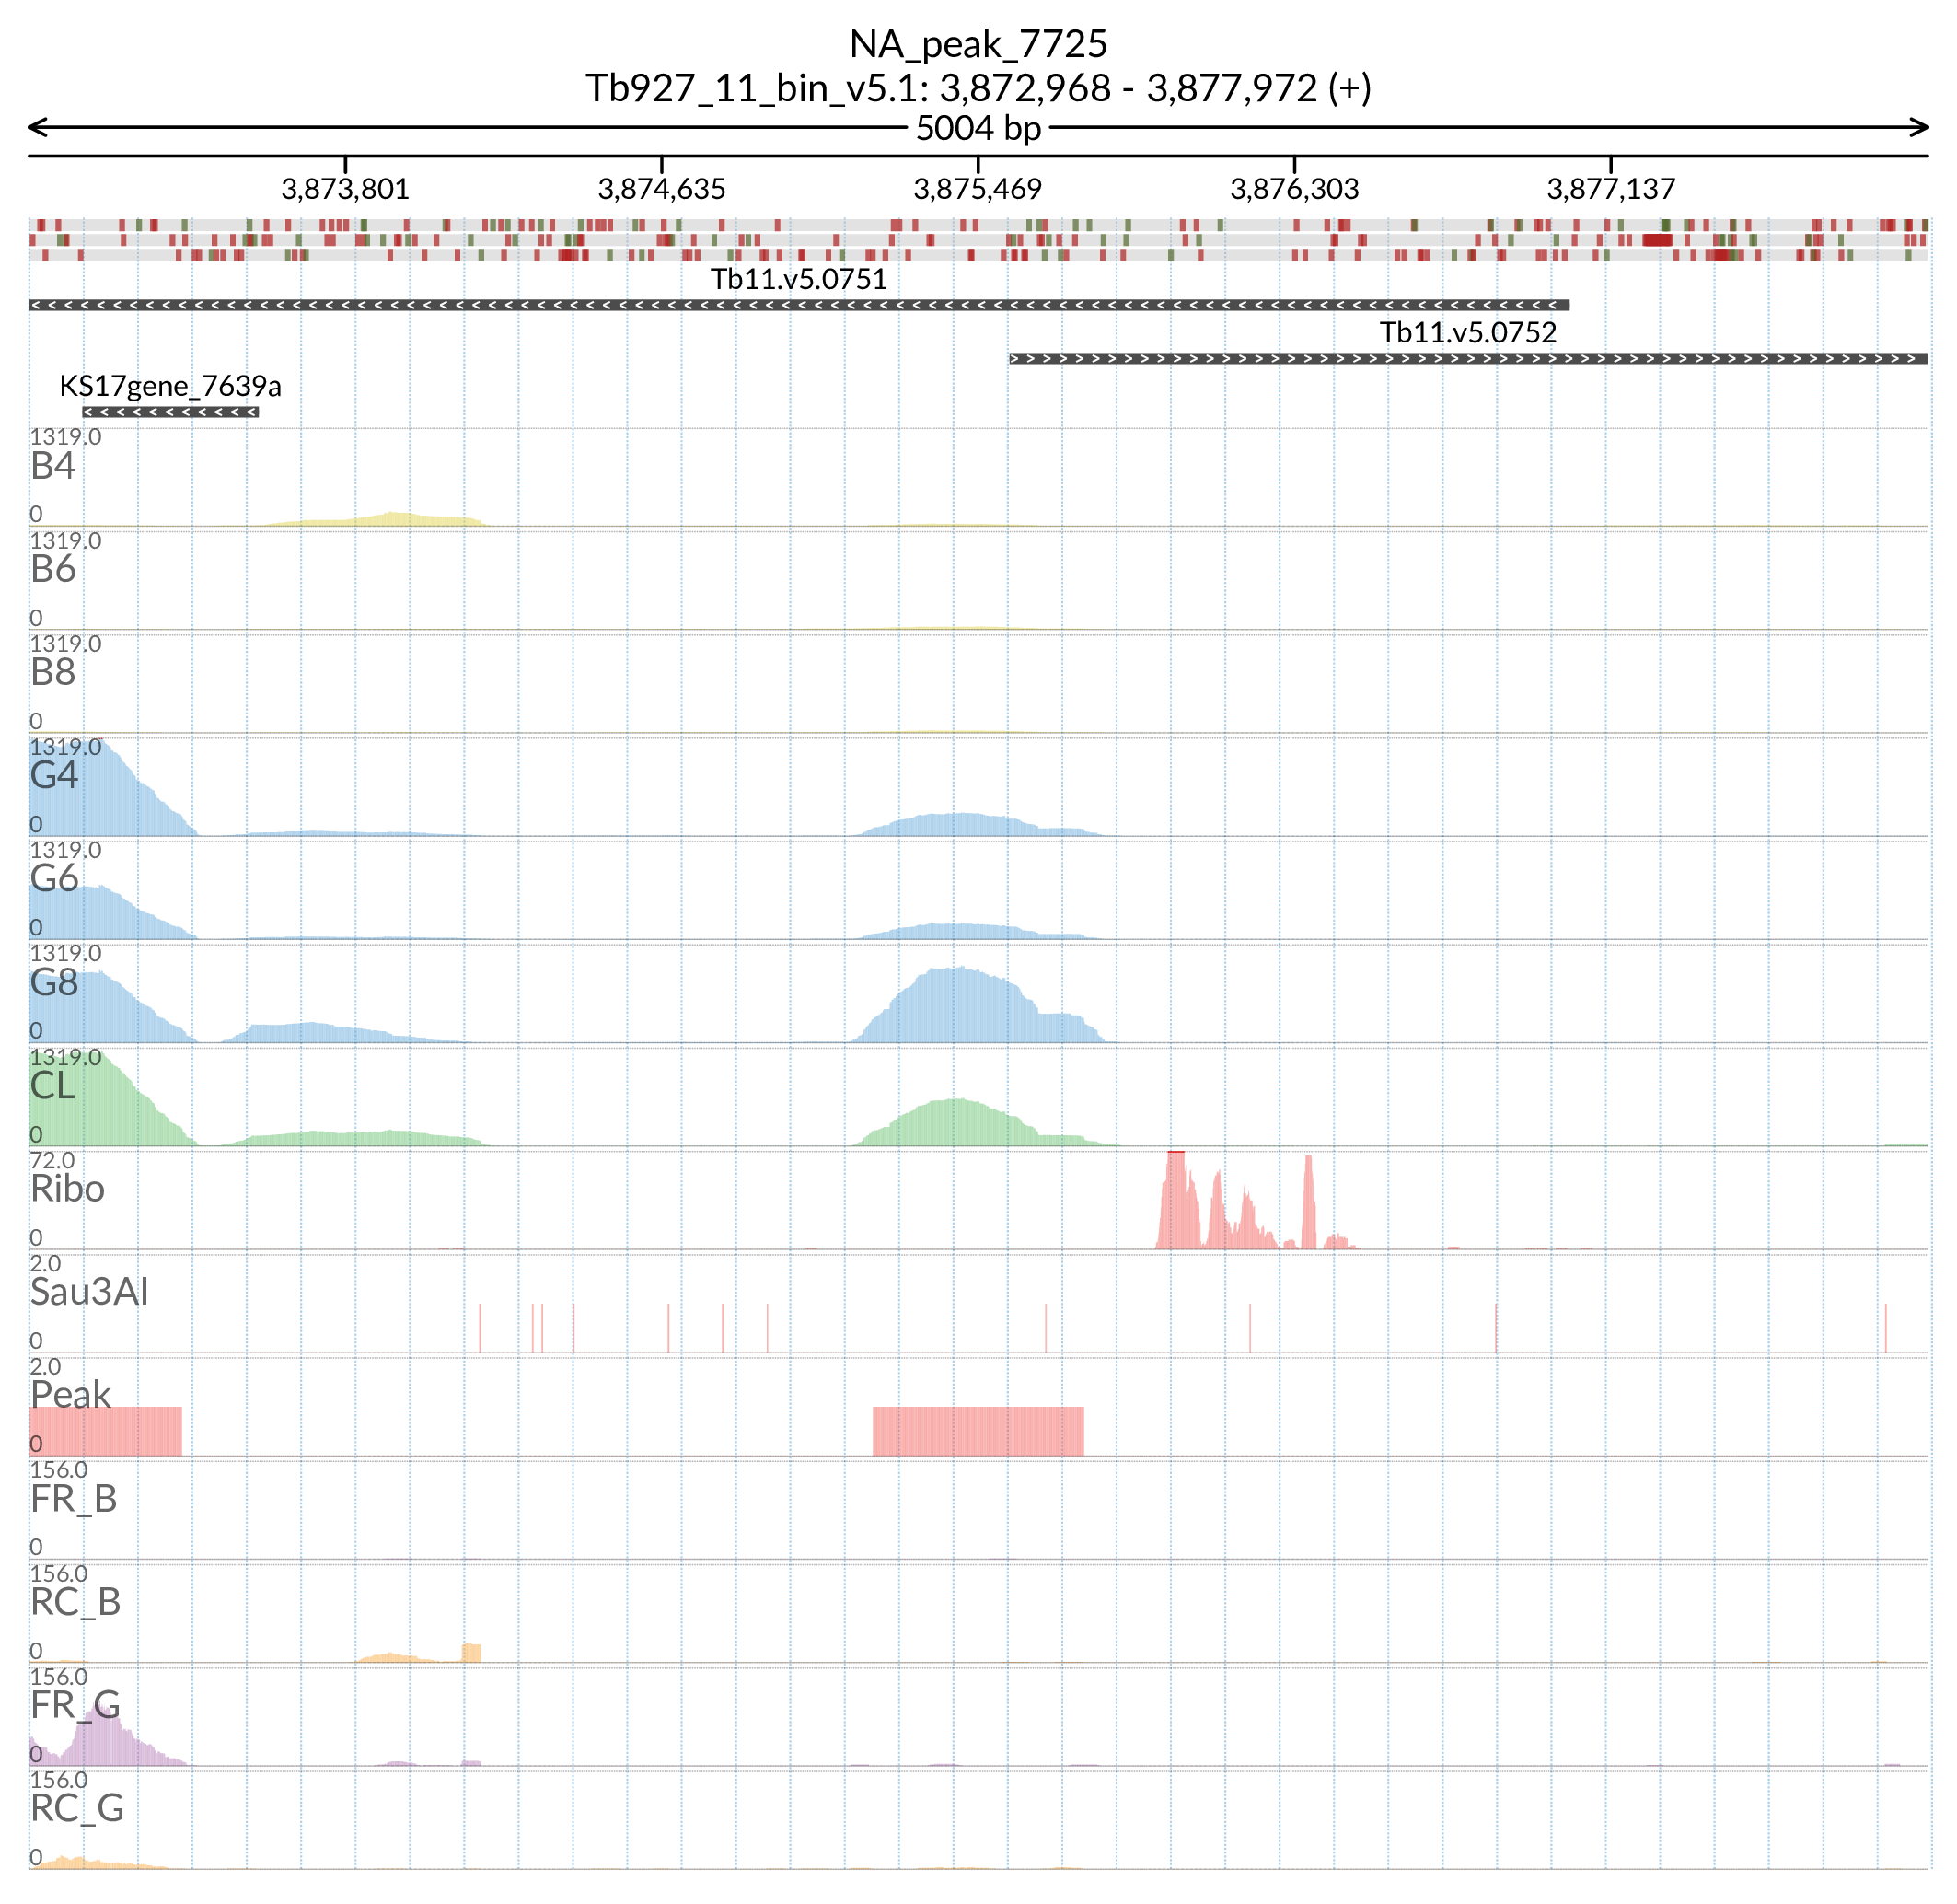 NA_peak_7725
Tb927_11_bin_v5.1: 3,872,968 - 3,877,972 (+)
5004 bp
3,873,801 3,874,635 3,875,469 3,876,303 3,877,137
Tb11.v5.0751
Tb11.v5.0752
KS17gene_7639a
1319.0
B4
0
1319.0
B6
0
1319.0
B8
0
1319.0
G4
0
1319.0
G6
0
1319.0
G8
0
1319.0
CL
0
72.0
Ribo
0
2.0
Sau3AI
0
2.0
Peak
0
156.0
FR_B
0
156.0
RC_B
0
156.0
FR_G
0
156.0
RC_G
0